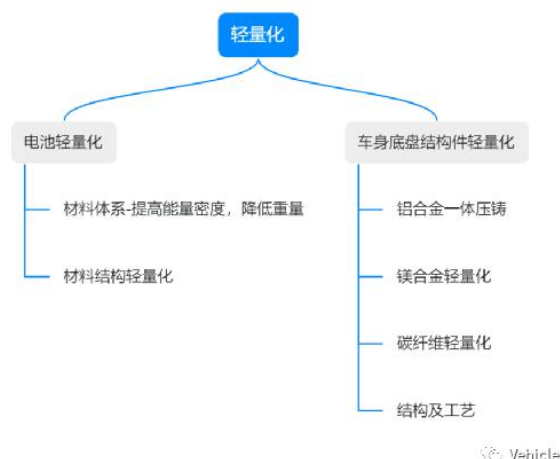 轻量化
电池轻量化
材料体系-提高能量密度，降低重量
材料结构轻量化
车身底盘结构件轻量化
铝合金一体压铸
镁合金轻量化
碳纤维轻量化
结构及工艺
Vehicle